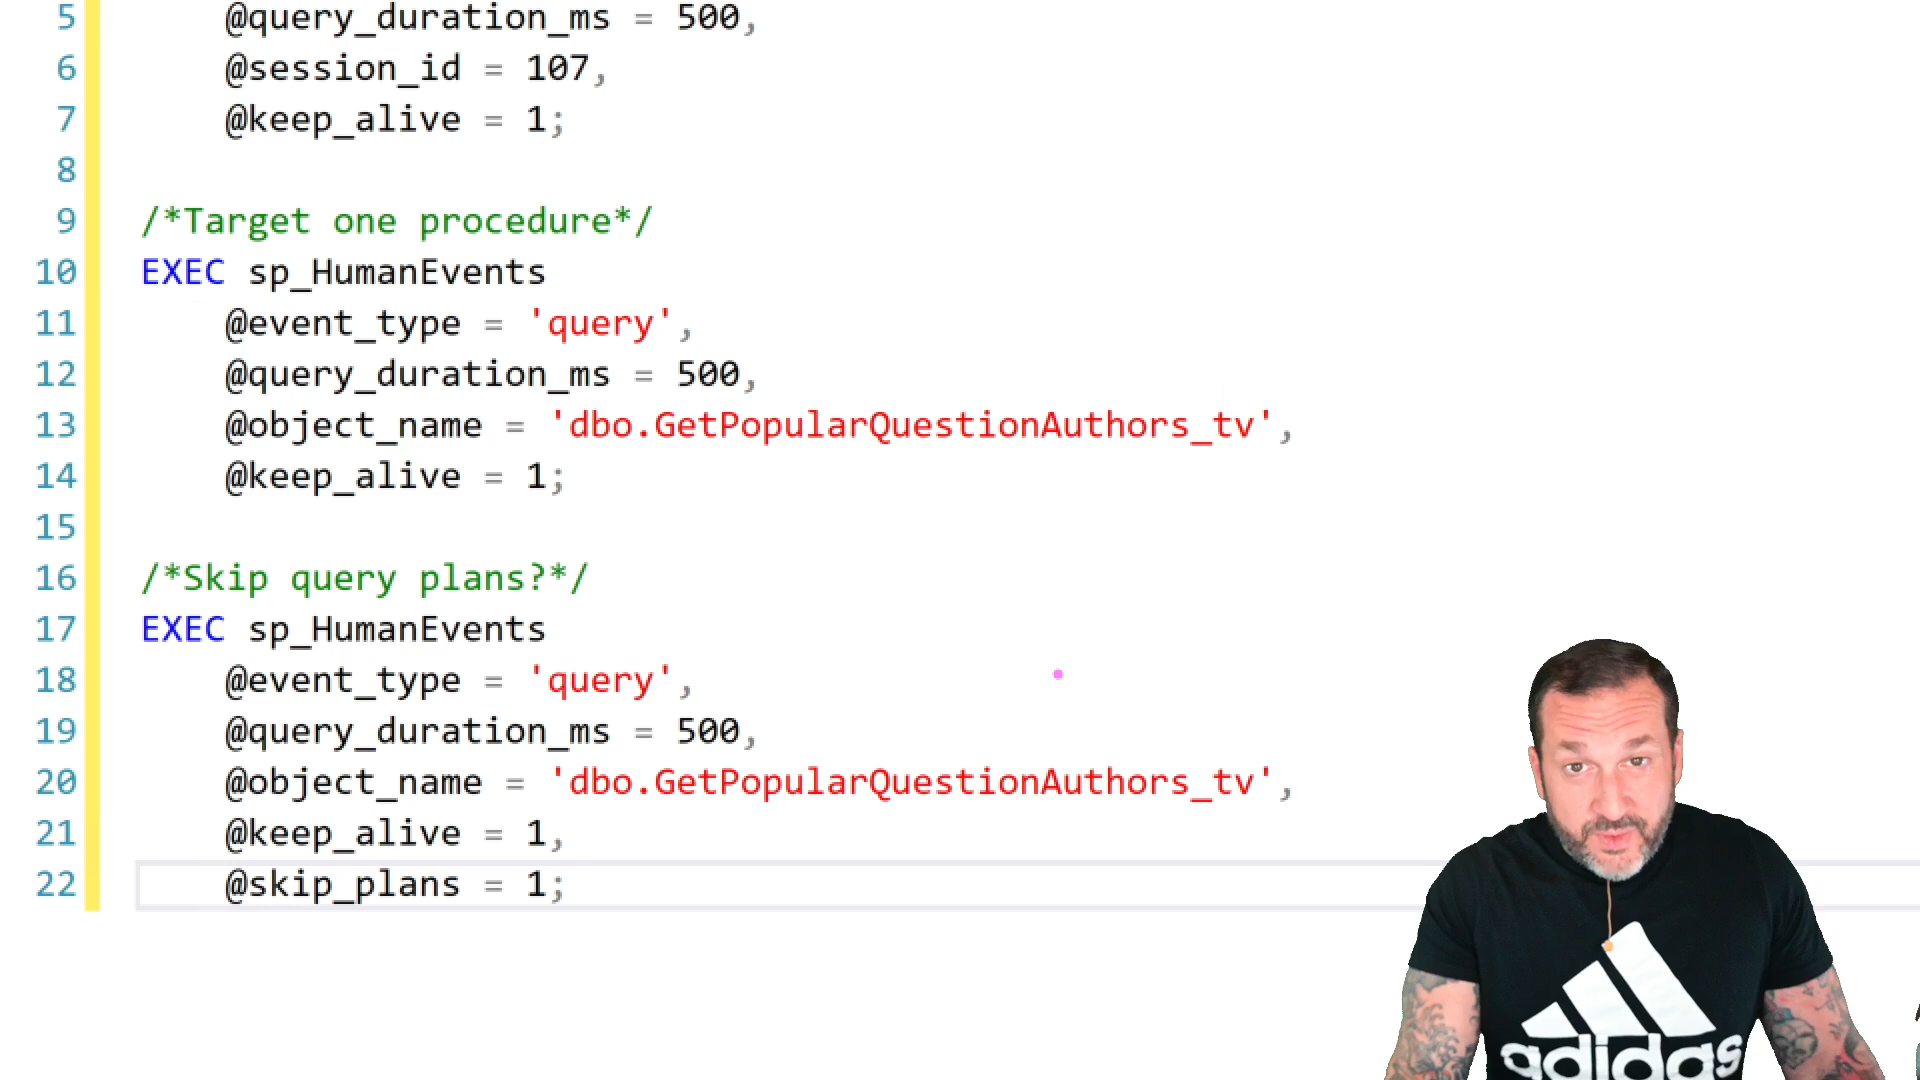 5 @query_duration_ms = 500,
6 @session_id = 107,
7 @keep_alive = 1;
8
9 /*Target one procedure*/
10 EXEC sp_HumanEvents
11 @event_type = 'query',
12 @query_duration_ms = 500,
13 @object_name = 'dbo.GetPopularQuestionAuthors_tv',
14 @keep_alive = 1;
15
16 /*Skip query plans?*/
17 EXEC sp_HumanEvents
18 @event_type = 'query',
19 @query_duration_ms = 500,
20 @object_name = 'dbo.GetPopularQuestionAuthors_tv',
21 @keep_alive = 1,
22 @skip_plans = 1;
adidas